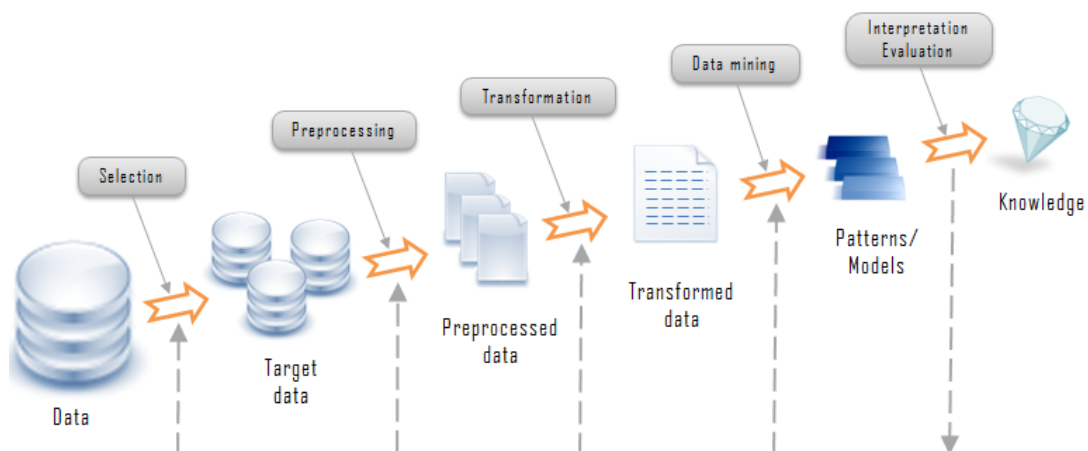 Interpretation
Evaluation
Data mining
Transformation
Preprocessing
Selection
Knowledge
Patterns/
Models
Transformed
data
Preprocessed
data
Target
data
Data